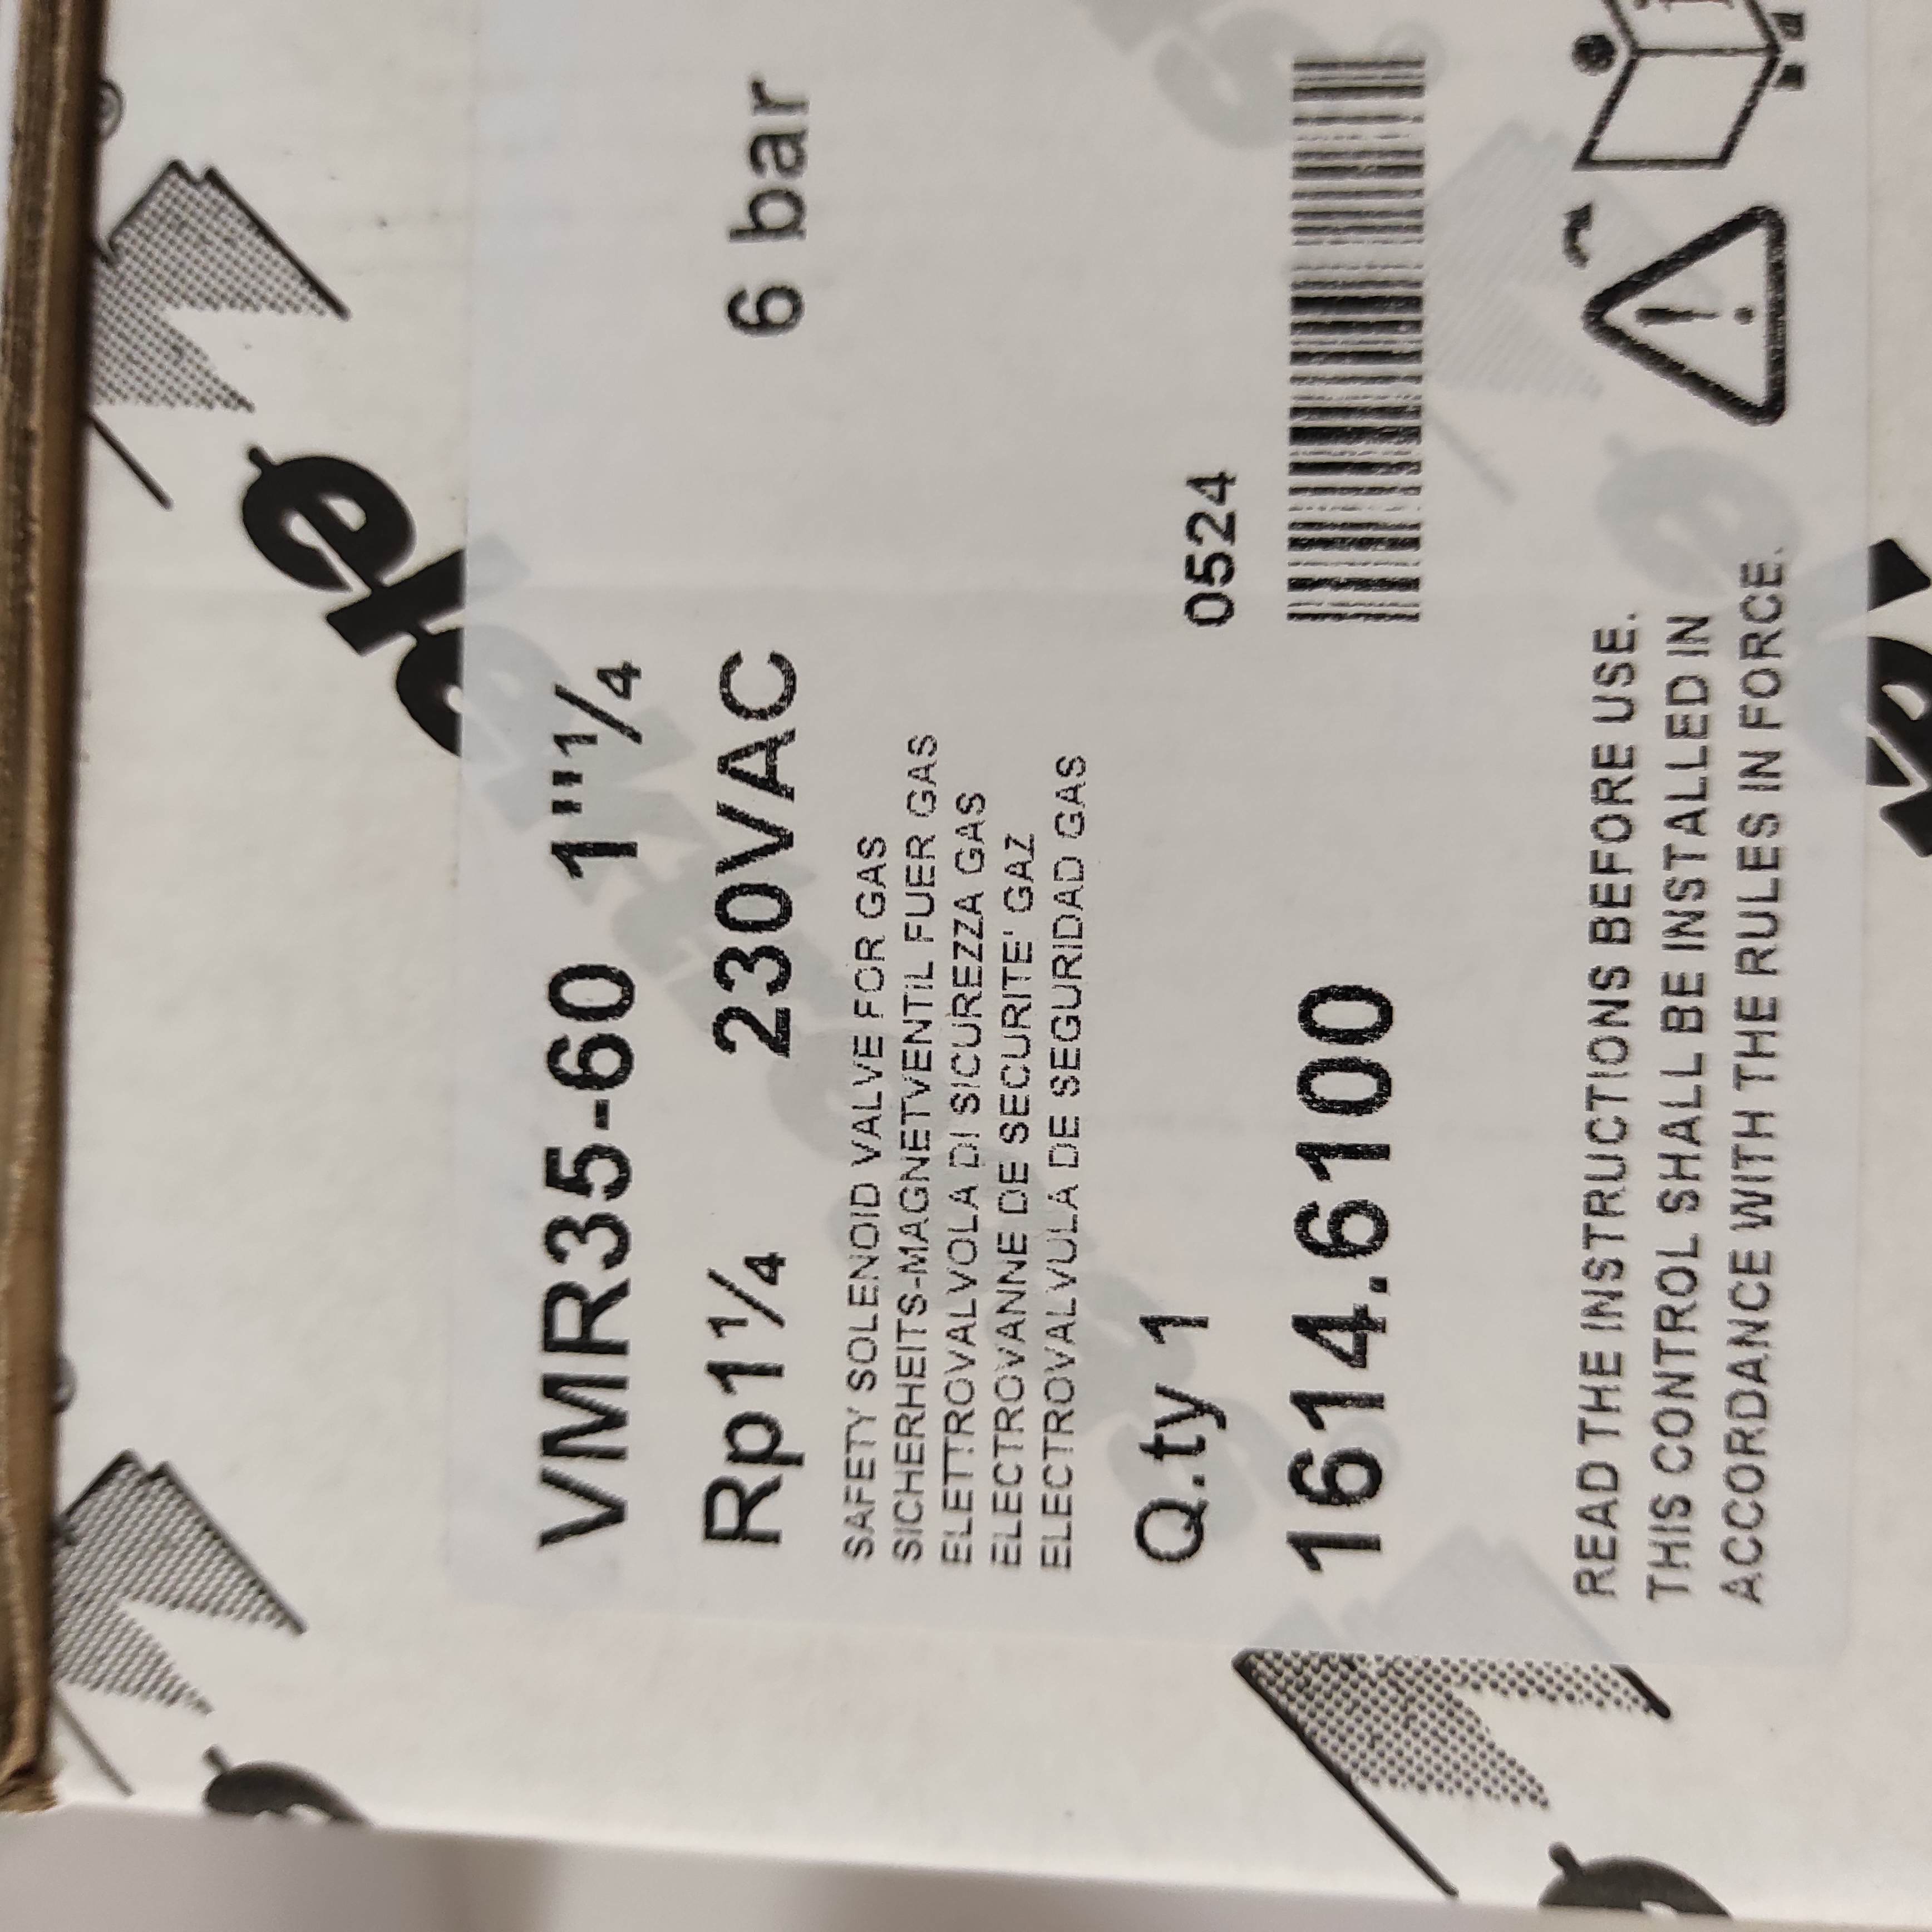 VMR35-60 1"1/4
Rp1 1/4 230VAC 6 bar
SAFETY SOLENOID VALVE FOR GAS
SICHERHEITS-MAGNETVENTIL FUER GAS
ELETTROVALVOLA DI SICUREZZA GAS
ELECTROVANNE DE SECURITE' GAZ
ELECTROVALVULA DE SEGURIDAD GAS
Q.ty 1 0524
1614.6100
READ THE INSTRUCTIONS BEFORE USE.
THIS CONTROL SHALL BE INSTALLED IN
ACCORDANCE WITH THE RULES IN FORCE.